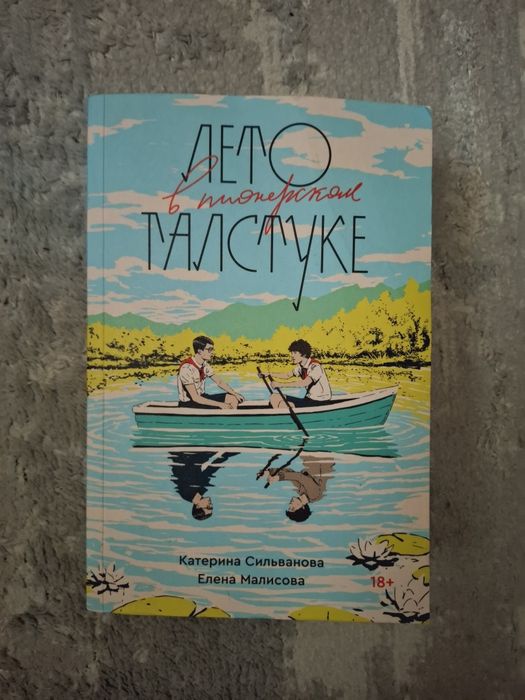 ЛЕТО
в пионерском
ГАЛСТУКЕ
Катерина Сильванова
Елена Малисова
18+